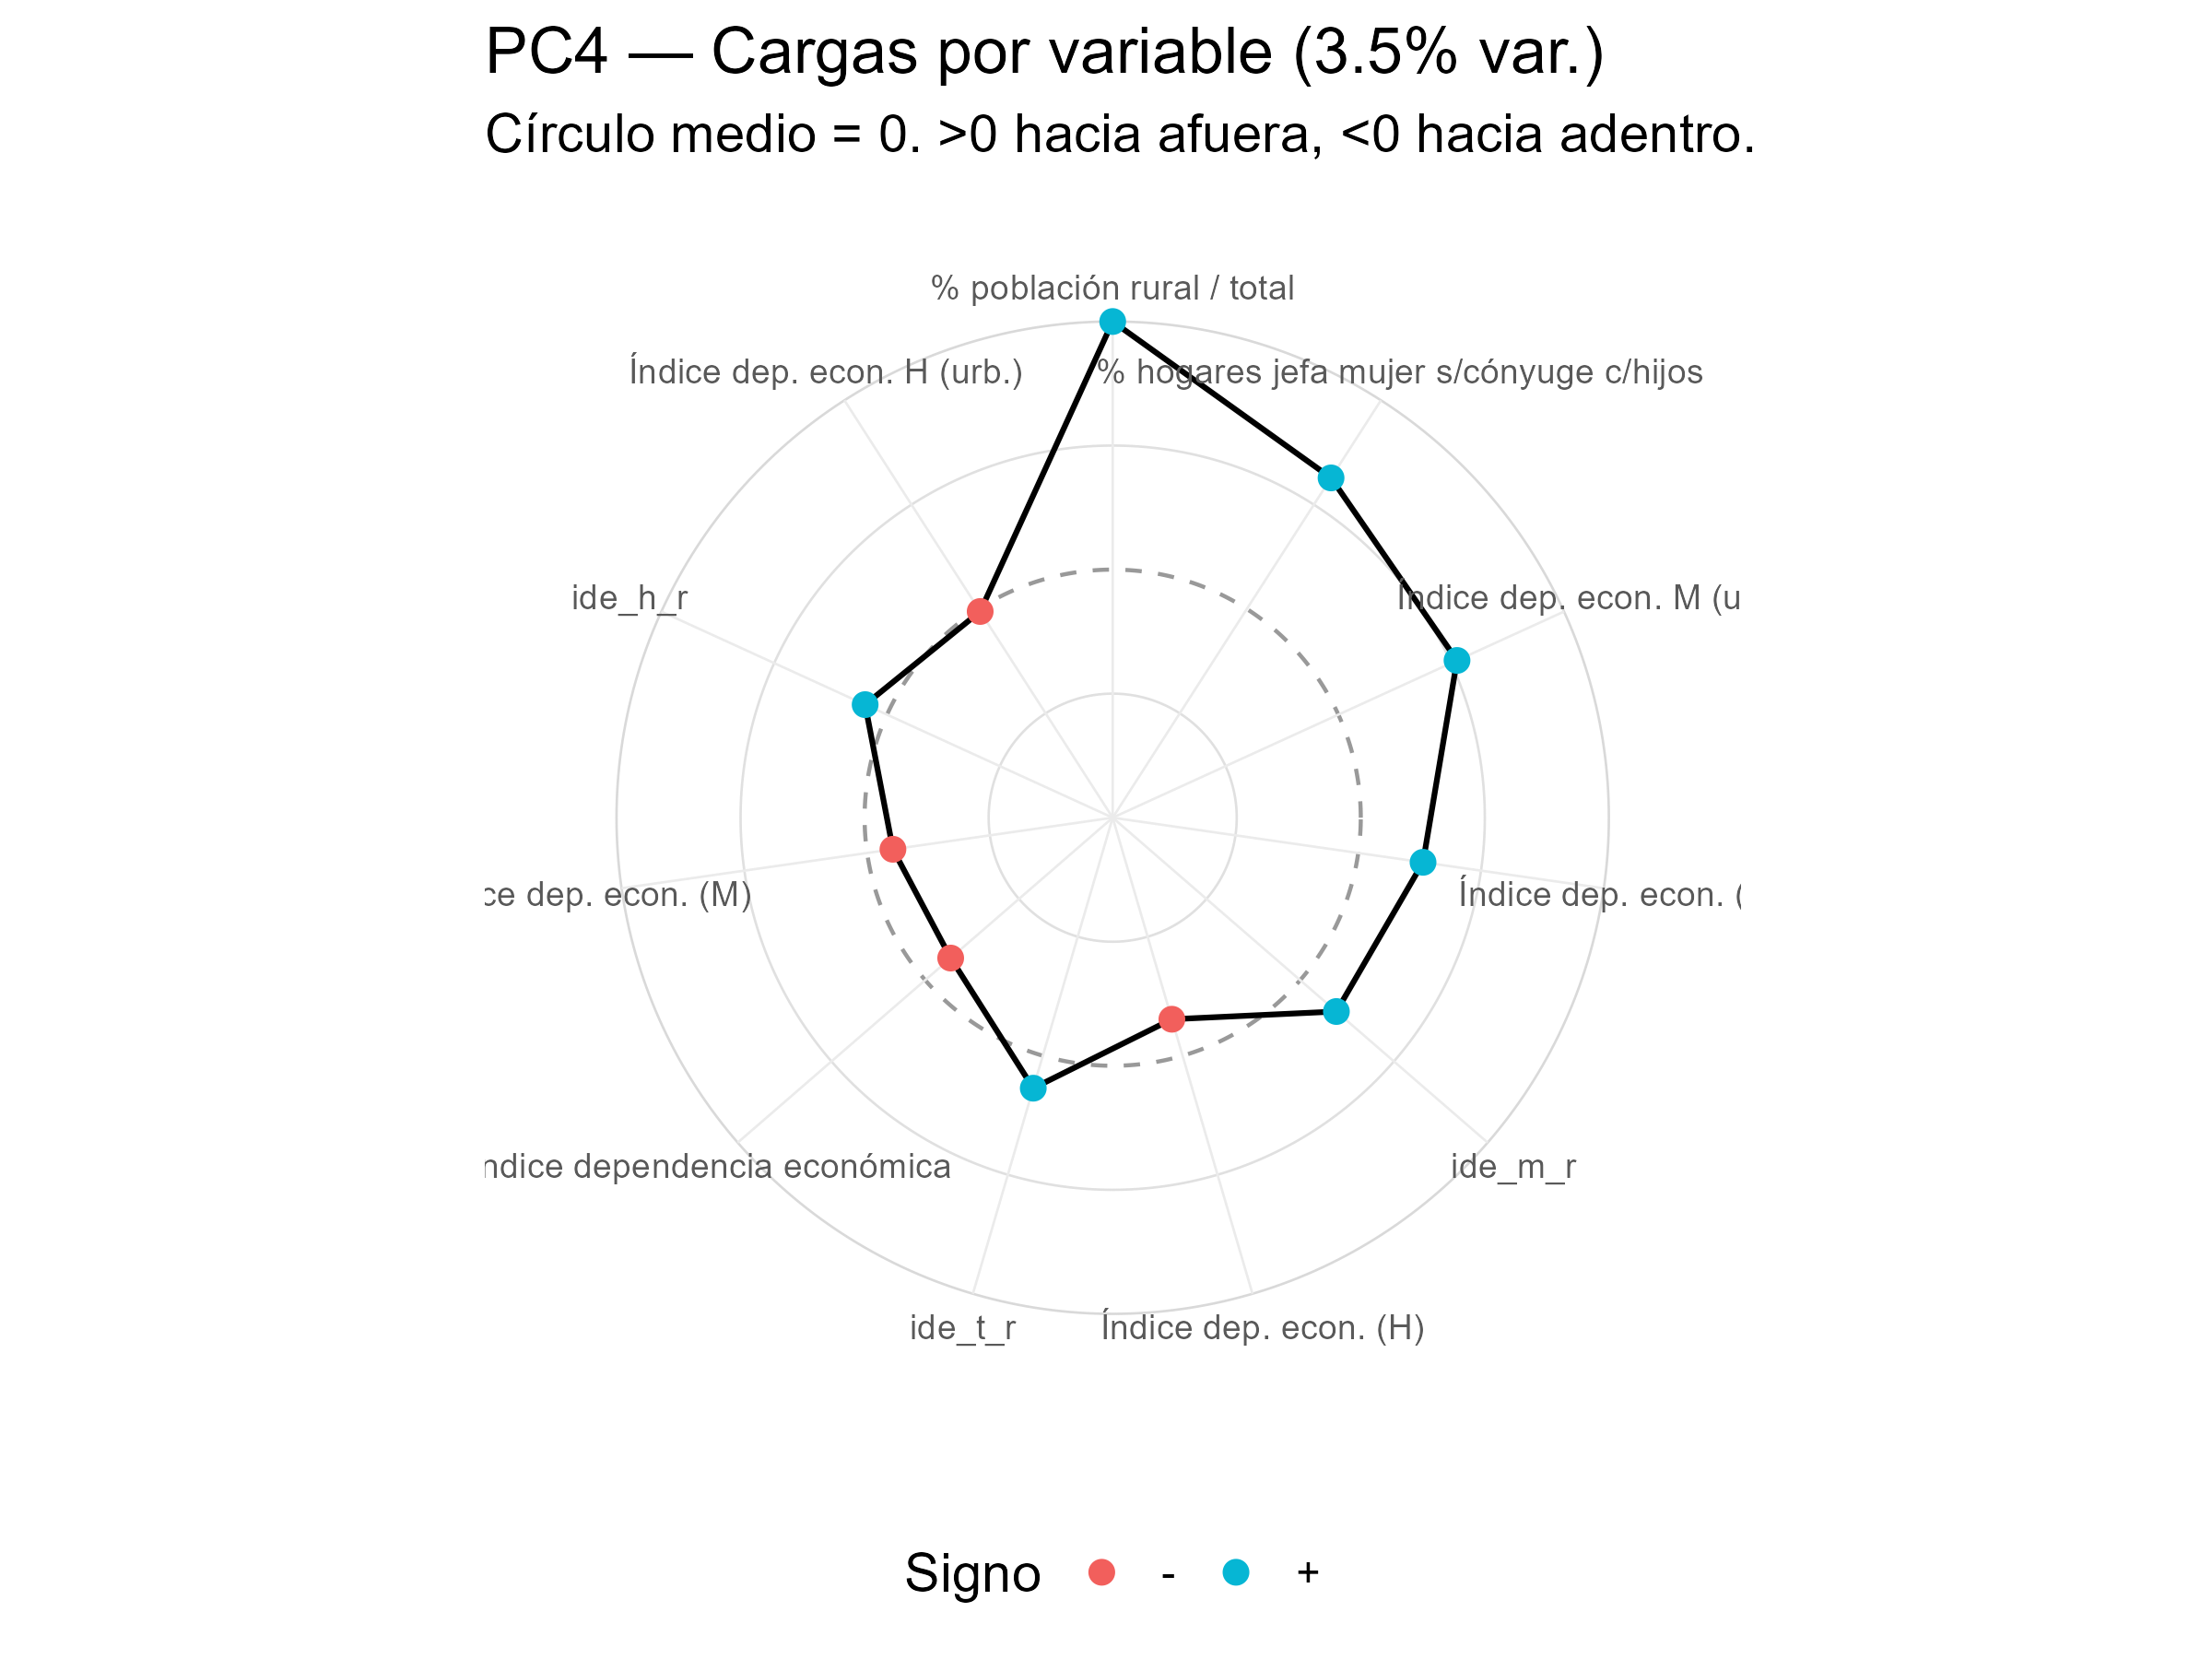 PC4 — Cargas por variable (3.5% var.)
Círculo medio = 0. >0 hacia afuera, <0 hacia adentro.
% población rural / total
Índice dep. econ. H (urb.)
% hogares jefa mujer s/cónyuge c/hijos
ide_h_r
Índice dep. econ. M (u
ce dep. econ. (M)
Índice dep. econ. (
ndice dependencia económica
ide_m_r
ide_t_r
Índice dep. econ. (H)
Signo - +